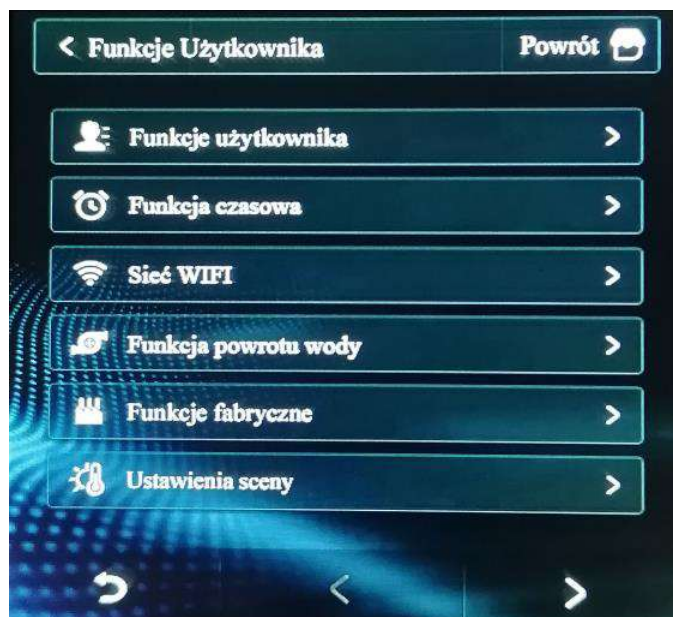 Funkcje Użytkownika Powrót
Funkcje użytkownika
Funkcja czasowa
Sieć WIFI
Funkcja powrotu wody
Funkcje fabryczne
Ustawienia sceny